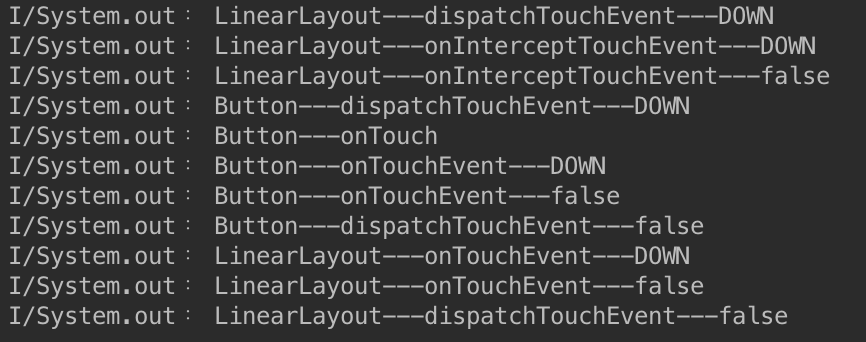 I/System.out: LinearLayout---dispatchTouchEvent---DOWN
I/System.out: LinearLayout---onInterceptTouchEvent---DOWN
I/System.out: LinearLayout---onInterceptTouchEvent---false
I/System.out: Button---dispatchTouchEvent---DOWN
I/System.out: Button---onTouch
I/System.out: Button---onTouchEvent---DOWN
I/System.out: Button---onTouchEvent---false
I/System.out: Button---dispatchTouchEvent---false
I/System.out: LinearLayout---onTouchEvent---DOWN
I/System.out: LinearLayout---onTouchEvent---false
I/System.out: LinearLayout---dispatchTouchEvent---false